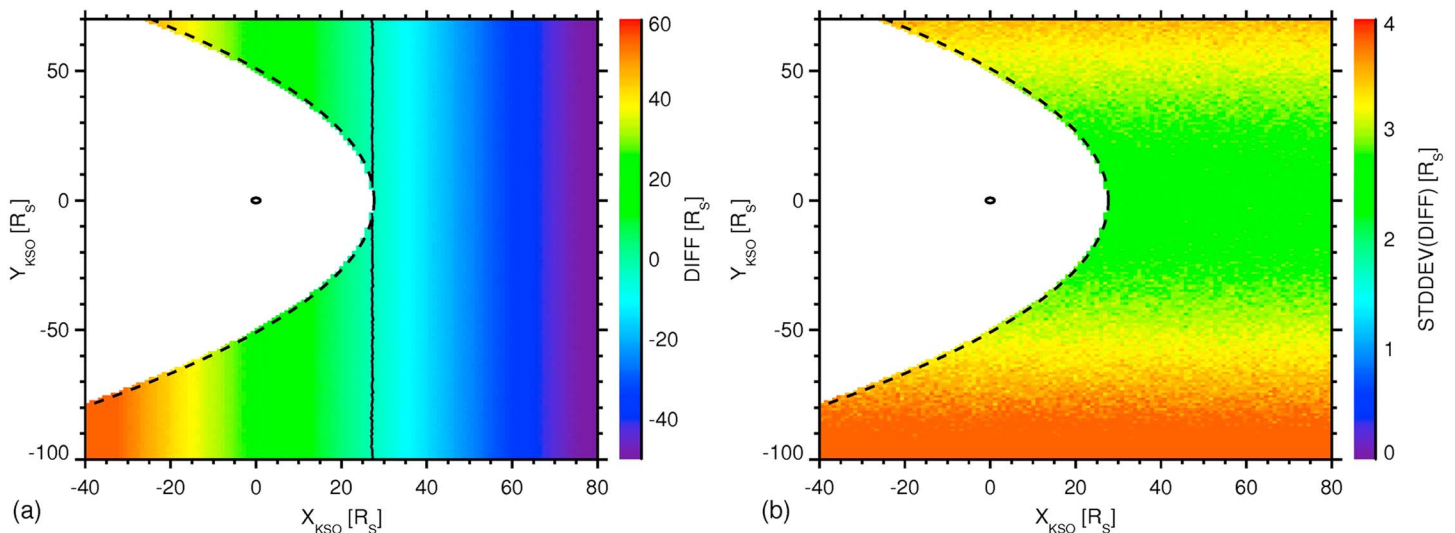 50
0
-50
-100
Y_KSO [R_S]
-40 -20 0 20 40 60 80
X_KSO [R_S]
(a)
60
40
20
0
-20
-40
DIFF [R_S]
50
0
-50
-100
Y_KSO [R_S]
-40 -20 0 20 40 60 80
X_KSO [R_S]
(b)
4
3
2
1
0
STDDEV(DIFF) [R_S]